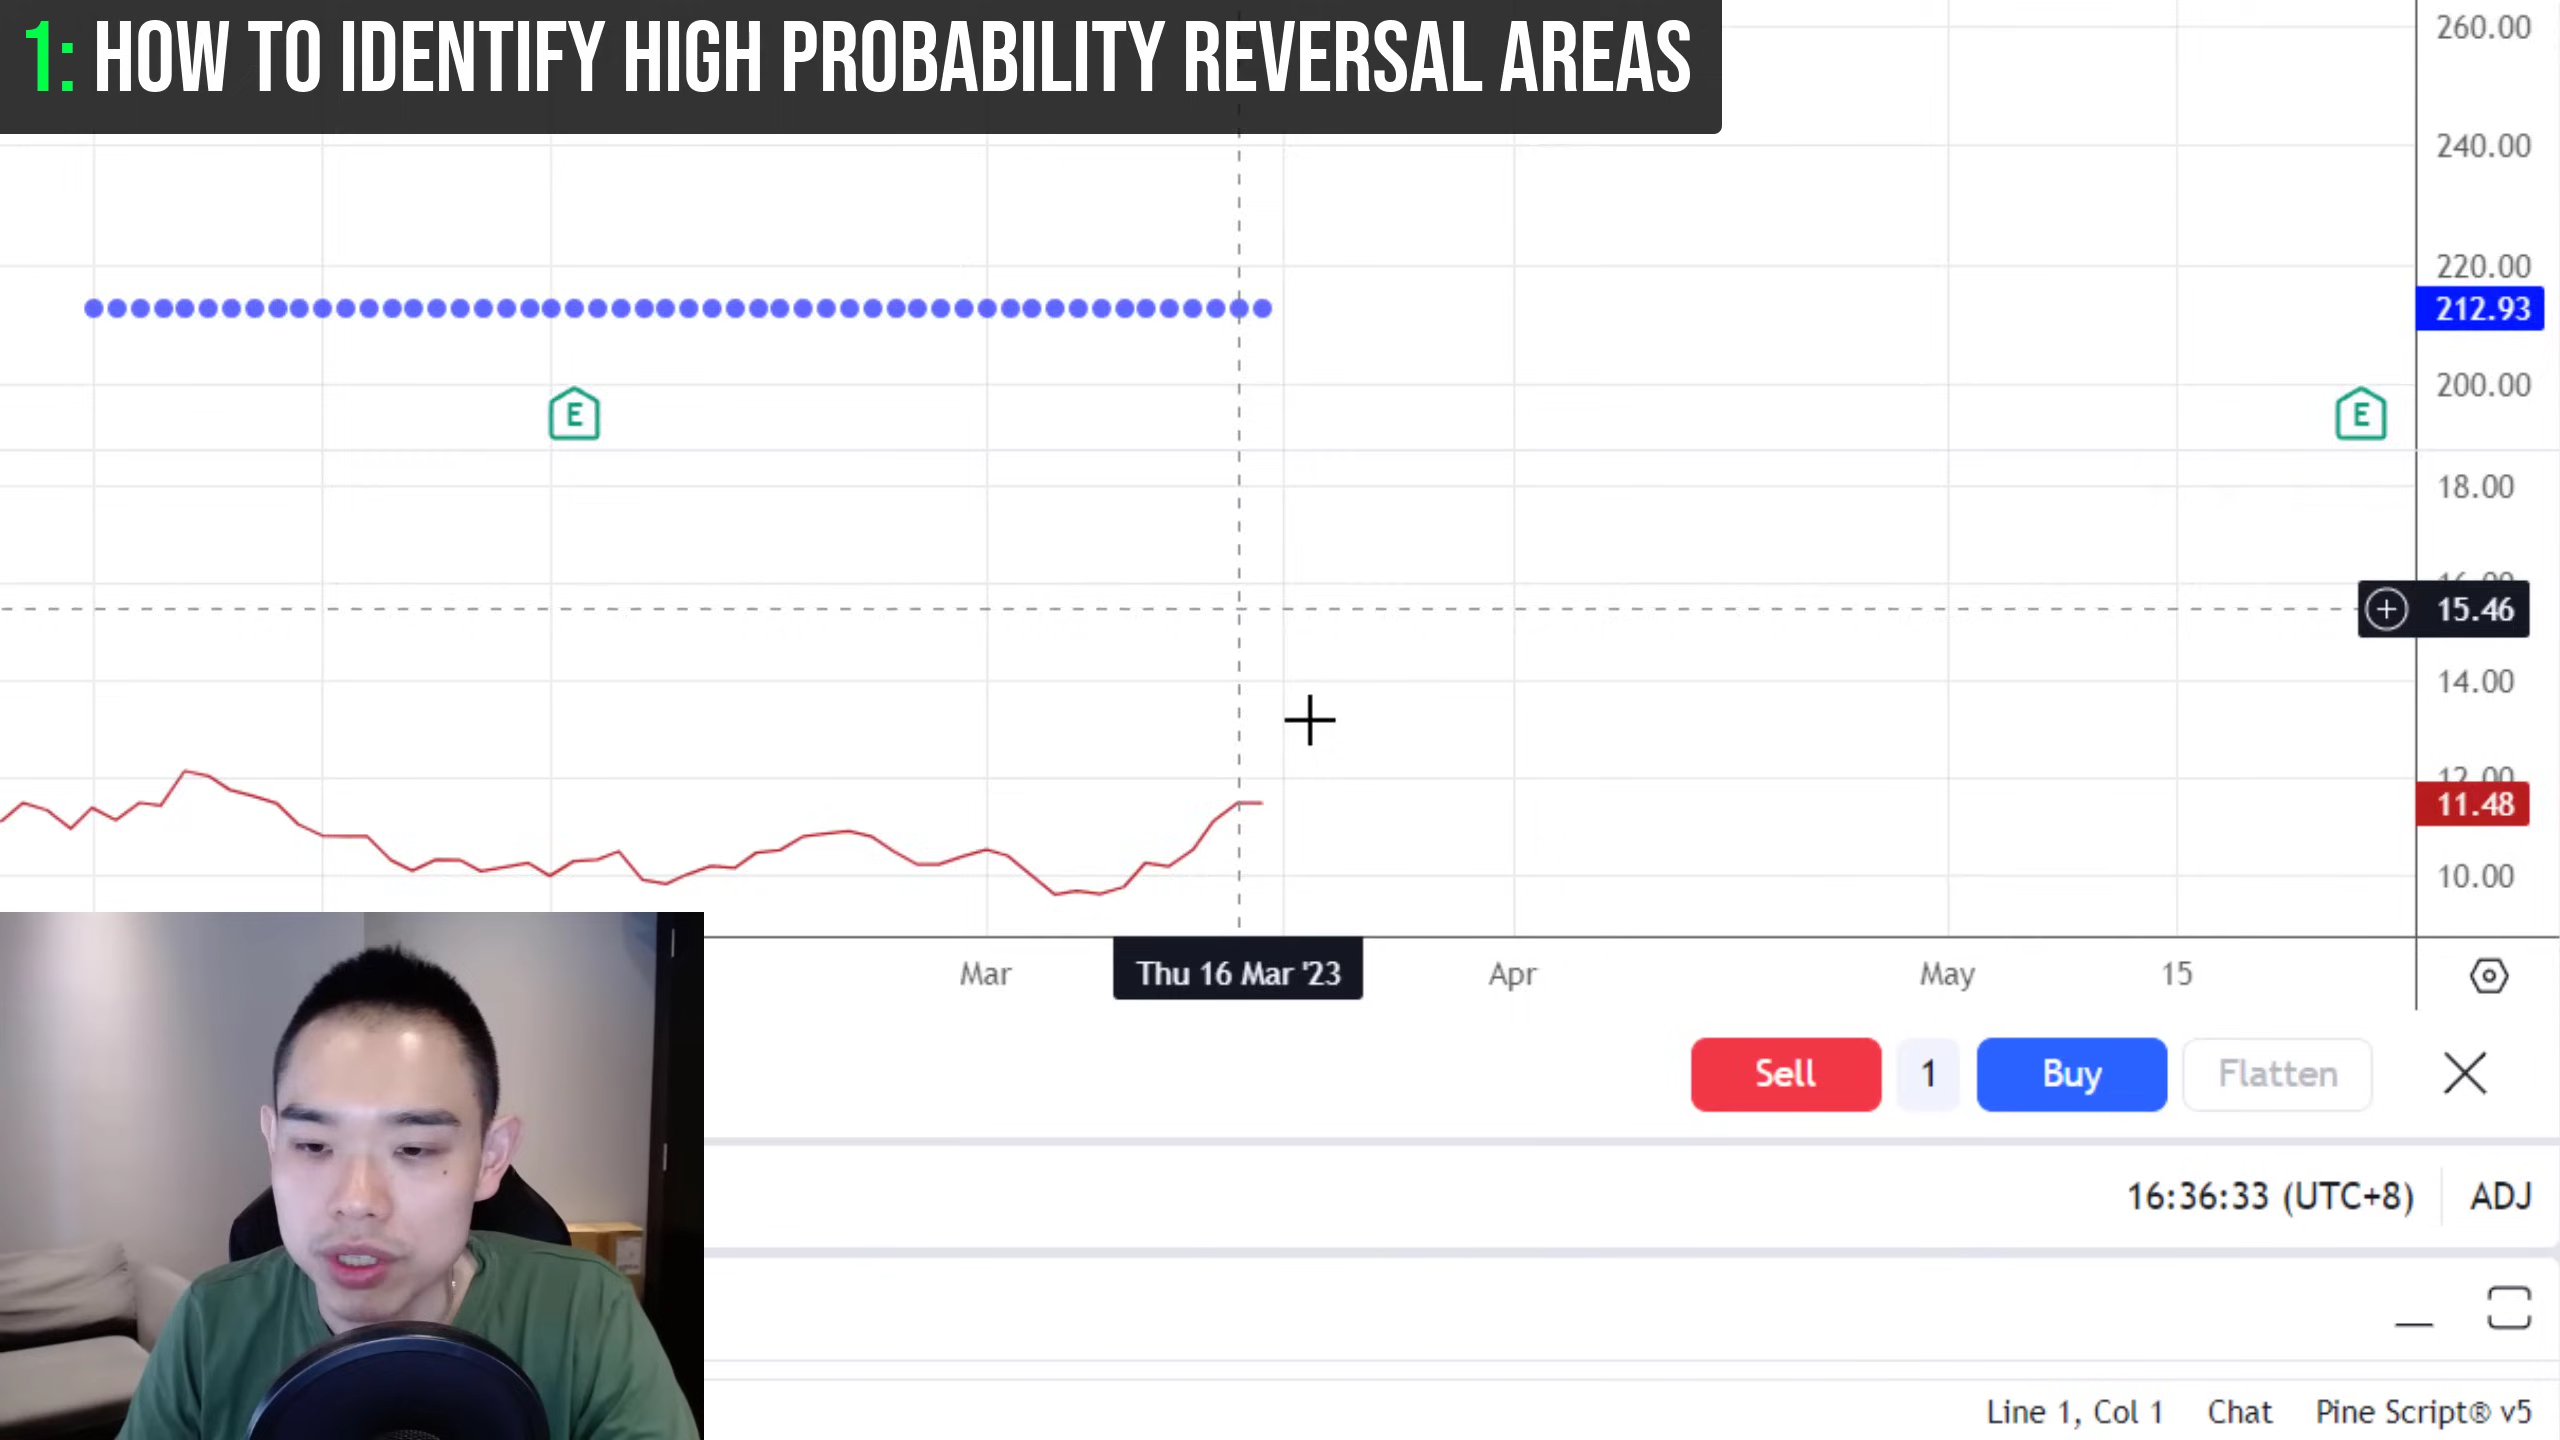 1: HOW TO IDENTIFY HIGH PROBABILITY REVERSAL AREAS
260.00
240.00
220.00
212.93
200.00
E
E
18.00
15.46
14.00
12.00
11.48
10.00
Mar
Thu 16 Mar '23
Apr
May
15
Sell
1
Buy
Flatten
16:36:33 (UTC+8)
ADJ
Line 1, Col 1
Chat
Pine Script® v5